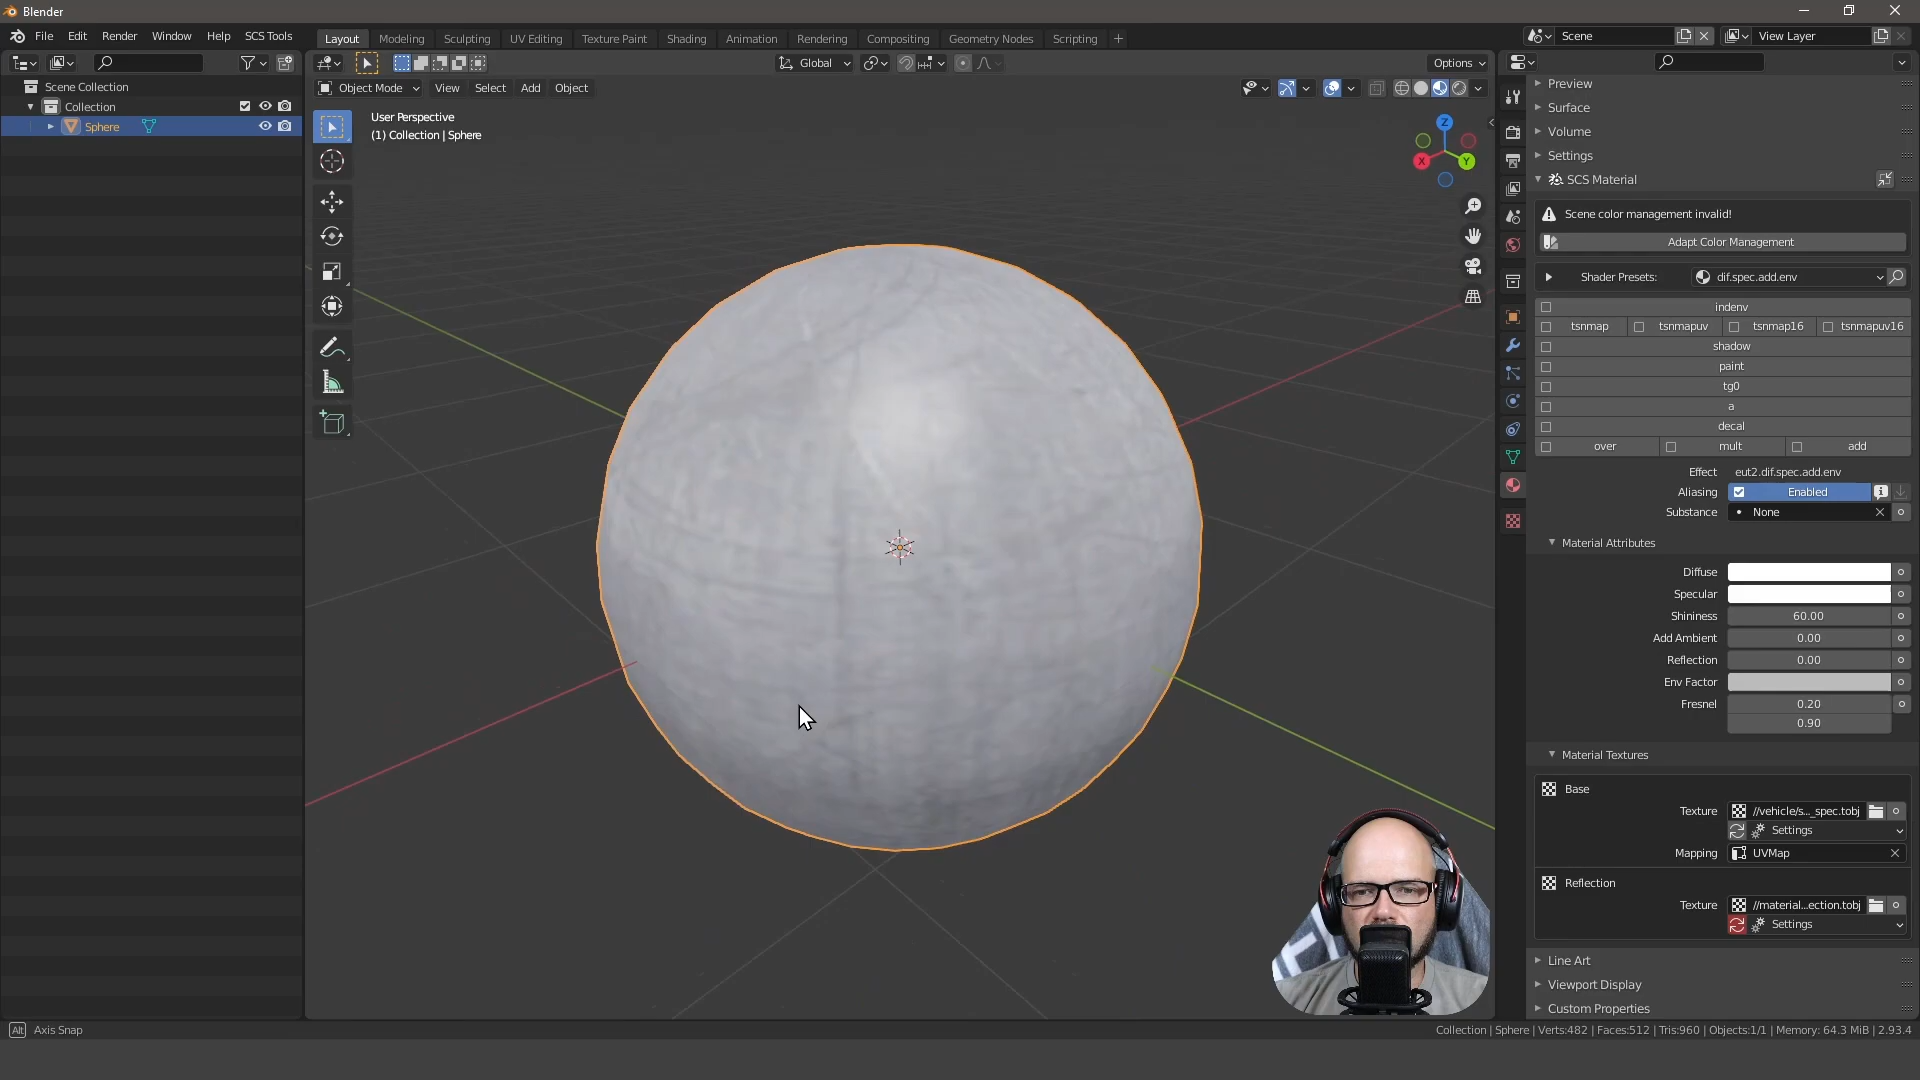 Blender
File Edit Render Window Help SCS Tools
Layout Modeling Sculpting UV Editing Texture Paint Shading Animation Rendering Compositing Geometry Nodes Scripting +
Scene
View Layer
Global
Options
Object Mode View Select Add Object
Scene Collection
Collection
Sphere
User Perspective
(1) Collection | Sphere
Z
X
Y
Preview
Surface
Volume
Settings
SCS Material
Scene color management invalid!
Adapt Color Management
Shader Presets: dif.spec.add.env
indenv
tsnmap tsnmapuv tsnmap16 tsnmapuv16
shadow
paint
tg0
a
decal
over mult add
Effect eut2.dif.spec.add.env
Aliasing Enabled
Substance None
Material Attributes
Diffuse
Specular
Shininess 60.00
Add Ambient 0.00
Reflection 0.00
Env Factor
Fresnel 0.20
0.90
Material Textures
Base
Texture //vehicle/s..._spec.tobj
Settings
Mapping UVMap
Reflection
Texture //material...ection.tobj
Settings
Line Art
Viewport Display
Custom Properties
Alt Axis Snap
Collection | Sphere | Verts:482 | Faces:512 | Tris:960 | Objects:1/1 | Memory: 64.3 MiB | 2.93.4